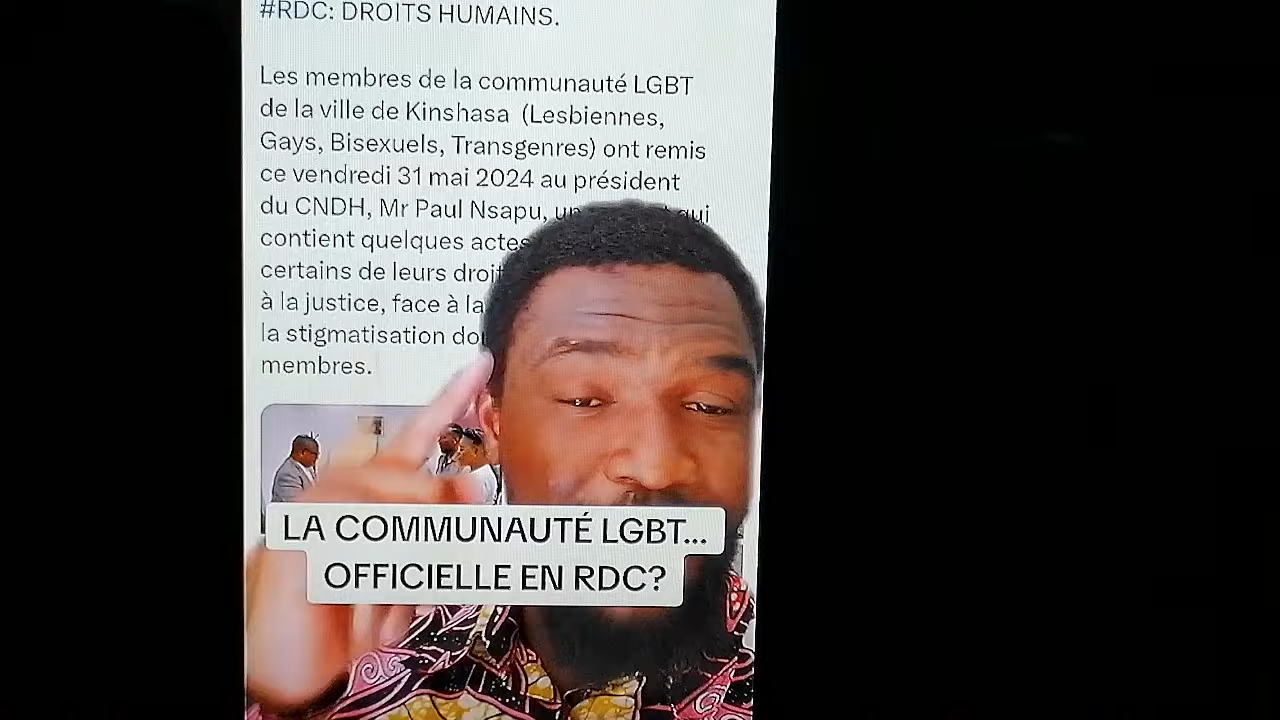 #RDC: DROITS HUMAINS.
Les membres de la communauté LGBT
de la ville de Kinshasa (Lesbiennes,
Gays, Bisexuels, Transgenres) ont remis
ce vendredi 31 mai 2024 au président
du CNDH, Mr Paul Nsapu,
contient quelques actes
certains de leurs
à la justice, face à la
la stigmatisation
membres.
LA COMMUNAUTÉ LGBT...
OFFICIELLE EN RDC?